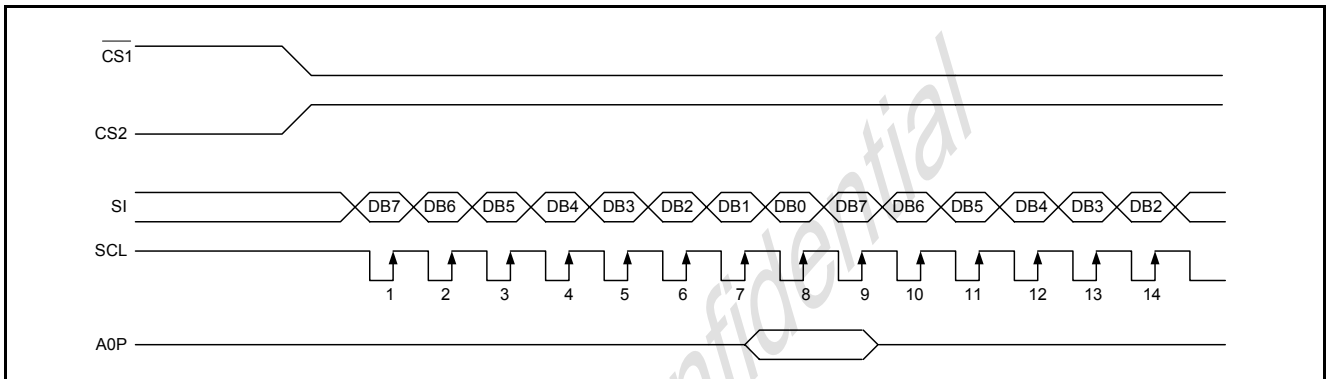 CS1
CS2
SI DB7 DB6 DB5 DB4 DB3 DB2 DB1 DB0 DB7 DB6 DB5 DB4 DB3 DB2
SCL
1 2 3 4 5 6 7 8 9 10 11 12 13 14
A0P
onfidential